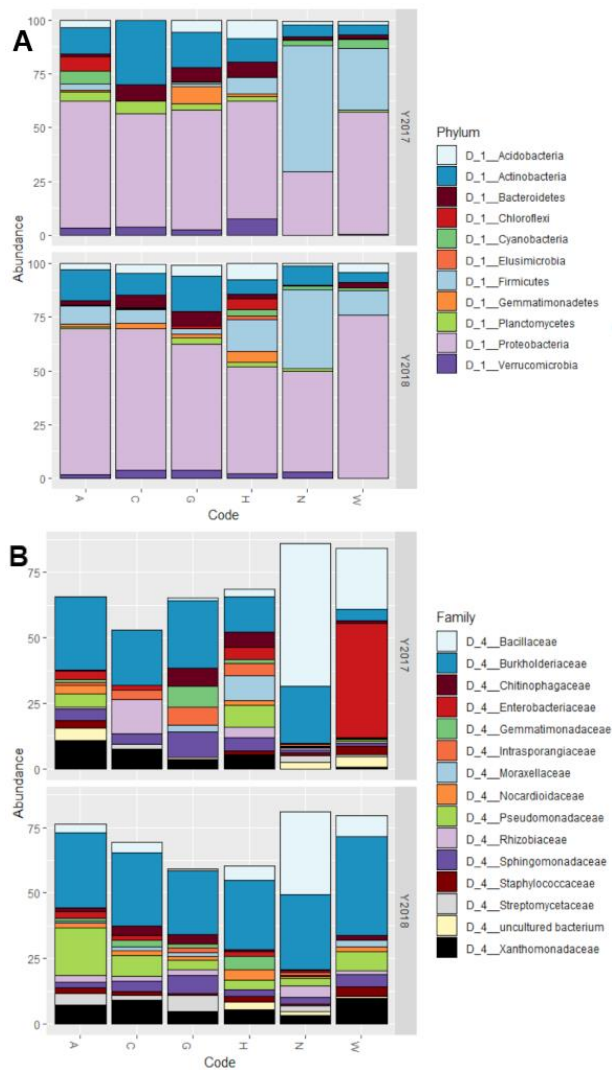 A
100
75
50
25
0
Y2017
100
75
50
25
0
Y2018
Abundance
A
C
G
H
N
W
Code
Phylum
D_1__Acidobacteria
D_1__Actinobacteria
D_1__Bacteroidetes
D_1__Chloroflexi
D_1__Cyanobacteria
D_1__Elusimicrobia
D_1__Firmicutes
D_1__Gemmatimonadetes
D_1__Planctomycetes
D_1__Proteobacteria
D_1__Verrucomicrobia
B
75
50
25
0
Y2017
75
50
25
0
Y2018
Abundance
A
C
G
H
N
W
Code
Family
D_4__Bacillaceae
D_4__Burkholderiaceae
D_4__Chitinophagaceae
D_4__Enterobacteriaceae
D_4__Gemmatimonadaceae
D_4__Intrasporangiaceae
D_4__Moraxellaceae
D_4__Nocardioidaceae
D_4__Pseudomonadaceae
D_4__Rhizobiaceae
D_4__Sphingomonadaceae
D_4__Staphylococcaceae
D_4__Streptomycetaceae
D_4__uncultured bacterium
D_4__Xanthomonadaceae